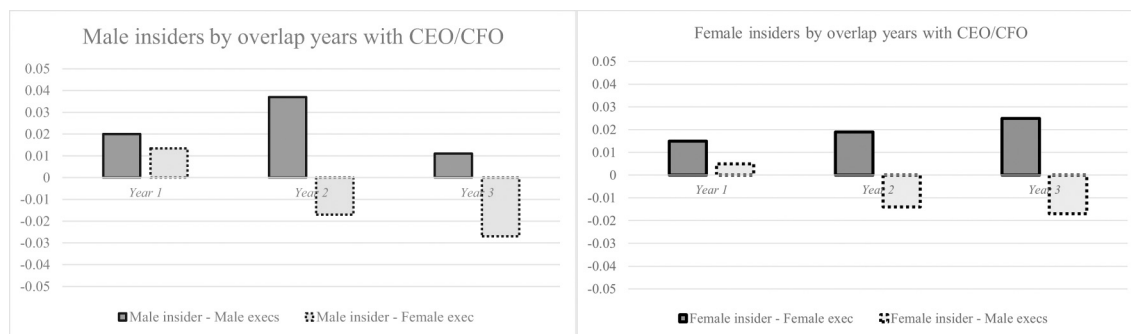 Male insiders by overlap years with CEO/CFO
0.05
0.04
0.03
0.02
0.01
0
-0.01
-0.02
-0.03
-0.04
-0.05
Year 1
Year 2
Year 3
Male insider - Male execs
Male insider - Female exec
Female insiders by overlap years with CEO/CFO
0.05
0.04
0.03
0.02
0.01
0
-0.01
-0.02
-0.03
-0.04
-0.05
Year 1
Year 2
Year 3
Female insider - Female exec
Female insider - Male execs